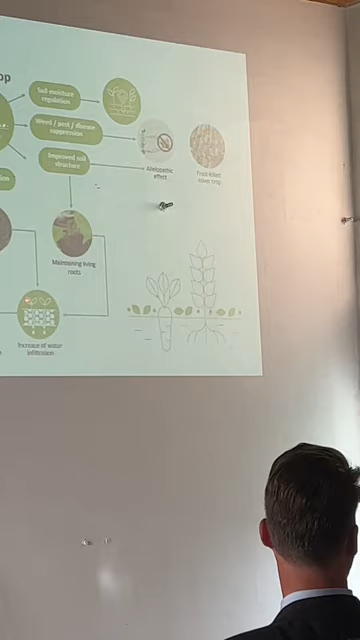 op
Soil moisture
regulation
Weed / pest / disease
suppression
Improved soil
structure
Allelopathic
effect
Frost-killed
cover crop
Maintaining living
roots
Increase of water
infiltration